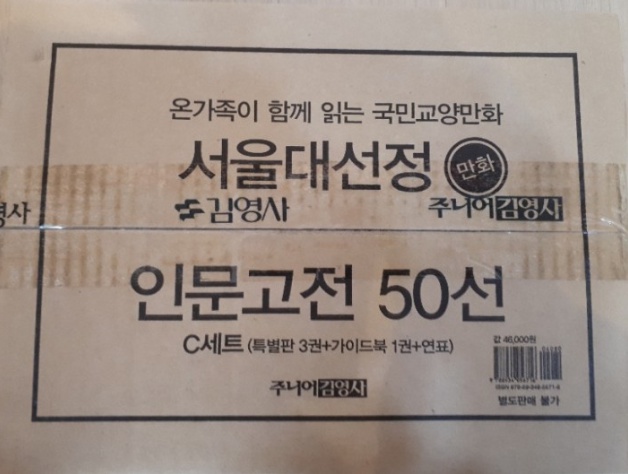 온가족이 함께 읽는 국민교양만화
서울대선정 만화
영사 김영사 주니어김영사
인문고전 50선
C세트 (특별판 3권+가이드북 1권+연표)
값 46,000원
주니어김영사
별도판매 불가